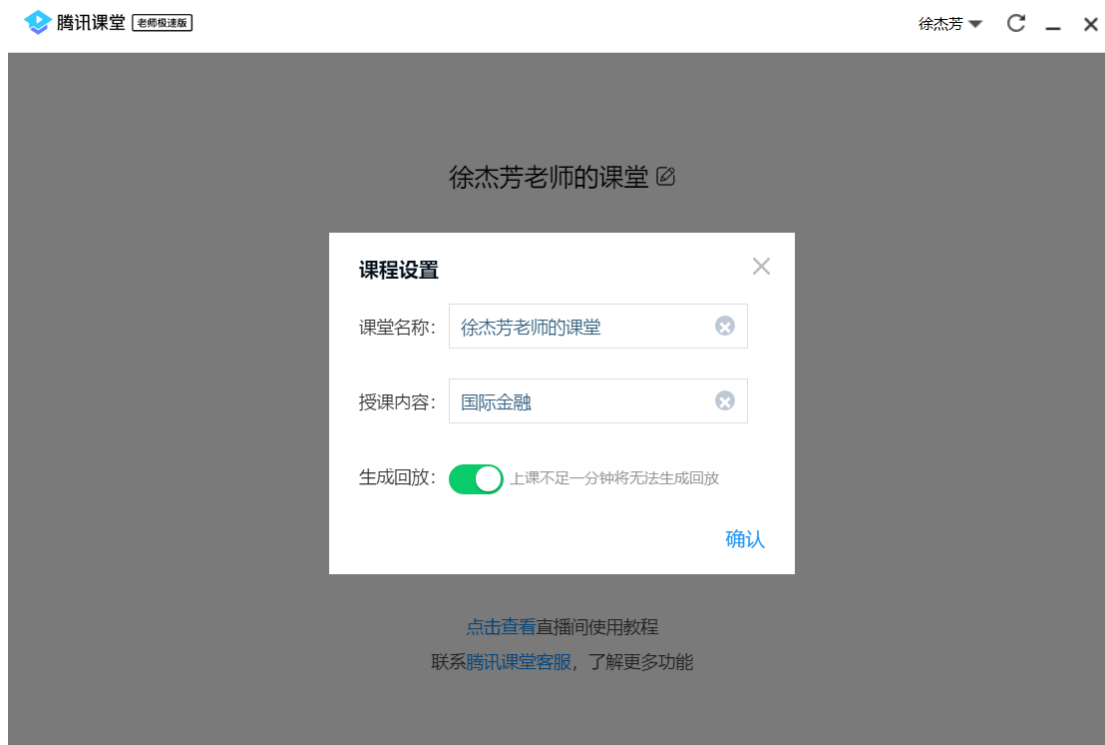 腾讯课堂 老师极速版 徐杰芳
徐杰芳老师的课堂
课程设置
课堂名称： 徐杰芳老师的课堂
授课内容： 国际金融
生成回放： 上课不足一分钟将无法生成回放
确认
点击查看直播间使用教程
联系腾讯课堂客服，了解更多功能